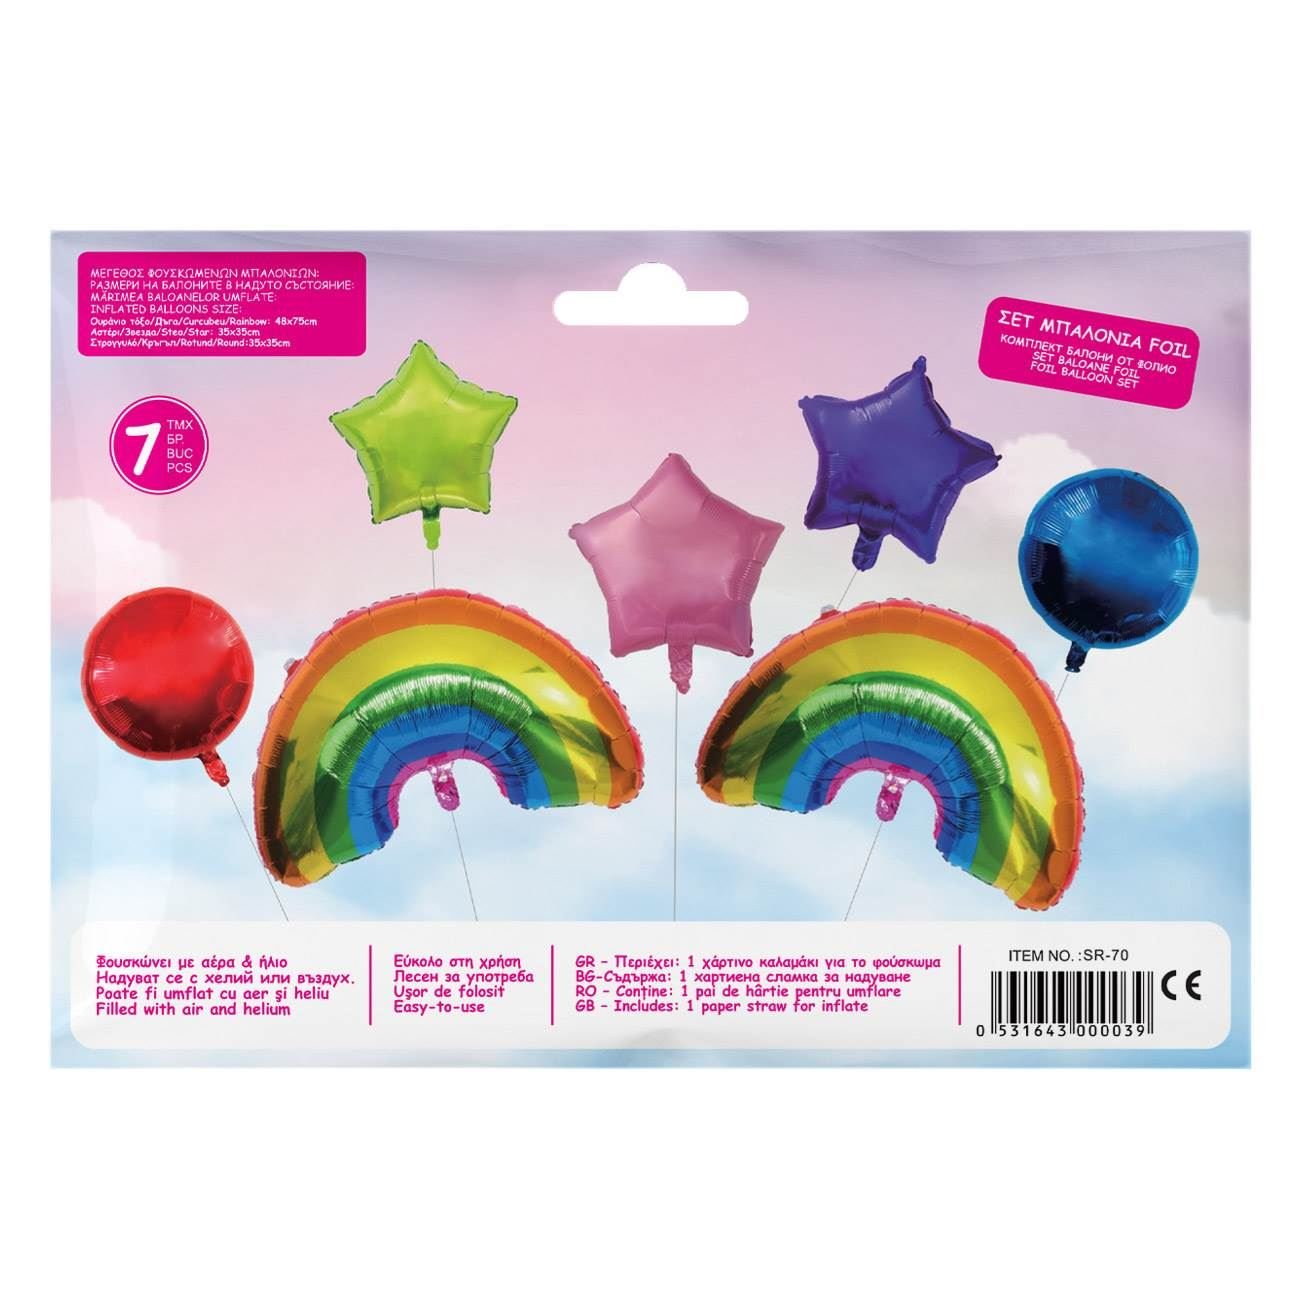 ΜΕΓΕΘΟΣ ΦΟΥΣΚΩΜΕΝΩΝ ΜΠΑΛΟΝΙΩΝ:
РАЗМЕРИ НА БАЛОНИТЕ В НАДУТО СЪСТОЯНИЕ:
MĂRIMEA BALOANELOR UMFLATE:
INFLATED BALLOONS SIZE:
Ουράνιο τόξο/Дъга/Curcubeu/Rainbow: 48x75cm
Αστέρι/Звезда/Stea/Star: 35x35cm
Στρογγυλό/Кръгъл/Rotund/Round:35x35cm
ΣΕΤ ΜΠΑΛΟΝΙΑ FOIL
КОМПЛЕКТ БАЛОНИ ОТ ФОЛИО
SET BALOANE FOIL
FOIL BALLOON SET
7
ΤΜΧ
БР.
BUC
PCS
Φουσκώνει με αέρα & ήλιο
Надуват се с хелий или въздух.
Poate fi umflat cu aer şi heliu
Filled with air and helium
Εύκολο στη χρήση
Лесен за употреба
Uşor de folosit
Easy-to-use
GR - Περιέχει: 1 χάρτινο καλαμάκι για το φούσκωμα
BG-Съдържа: 1 хартиена сламка за надуване
RO - Conţine: 1 pai de hârtie pentru umflare
GB - Includes: 1 paper straw for inflate
ITEM NO.:SR-70
0 531643 000039
CE